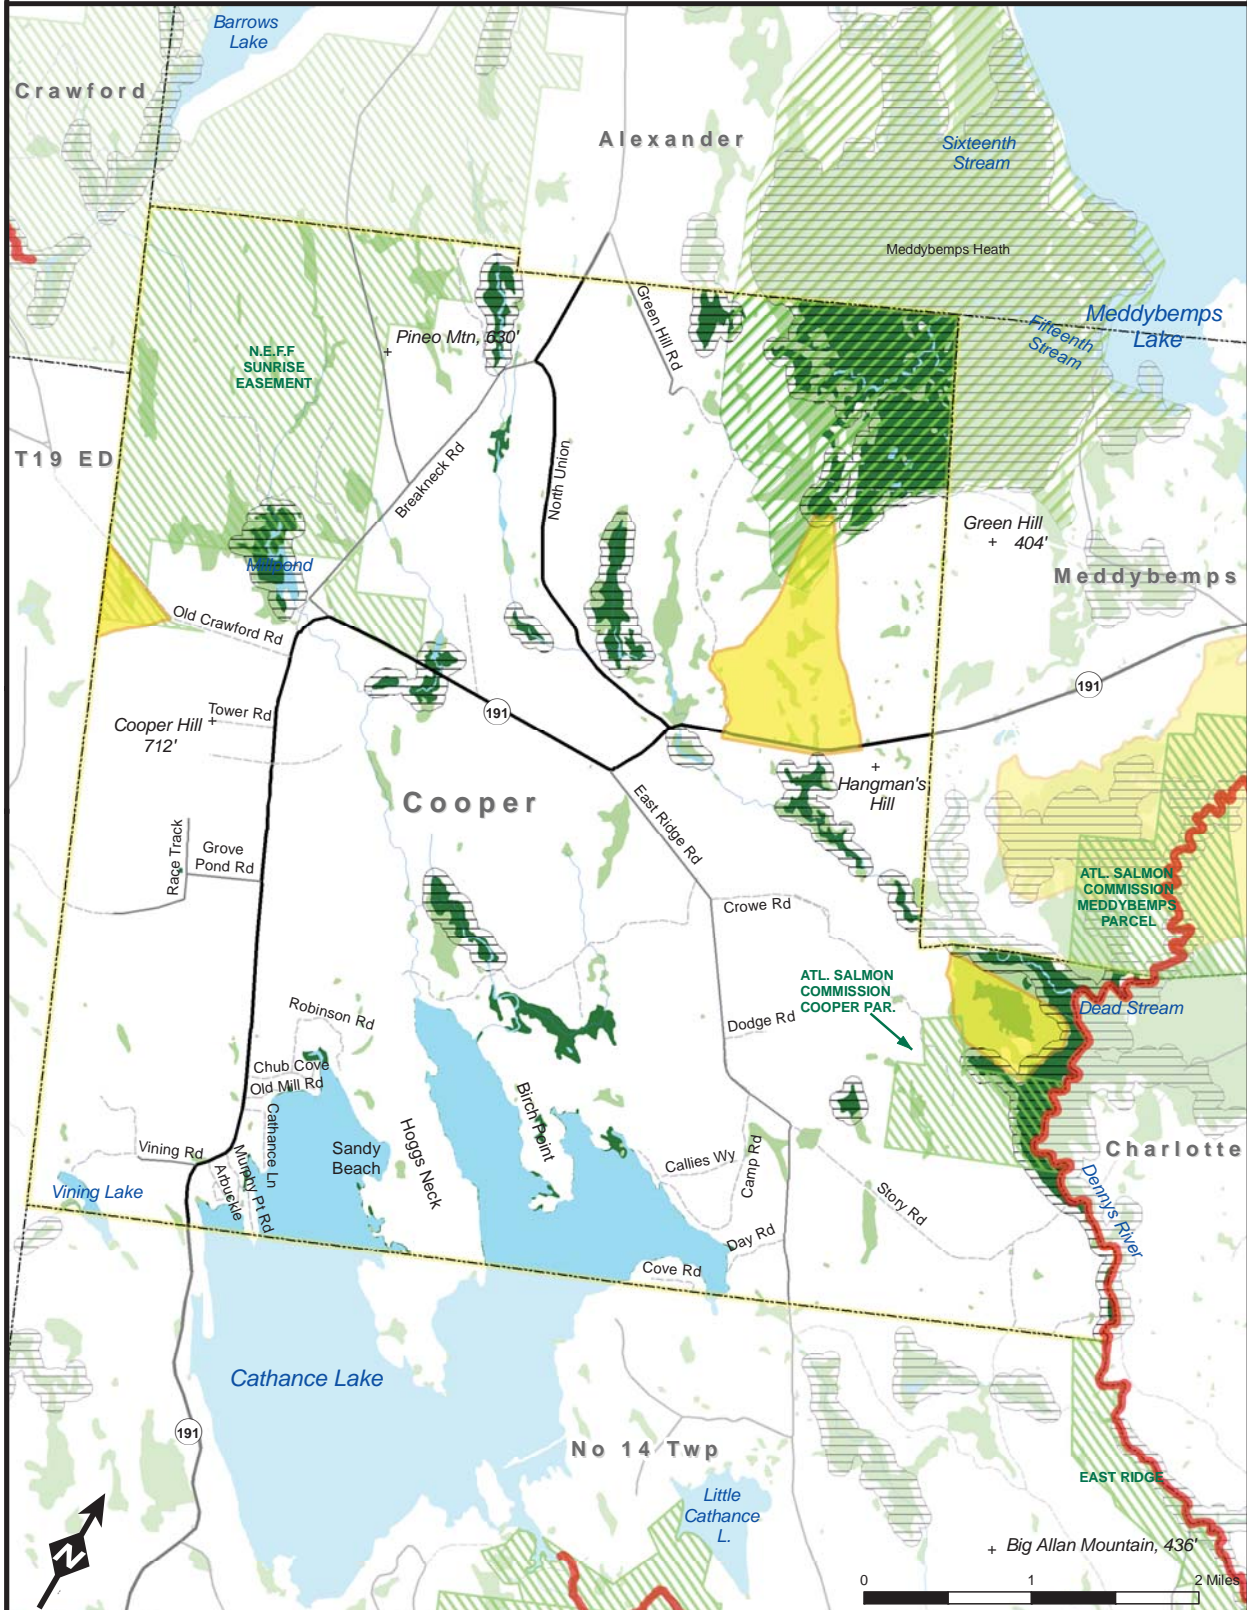 Barrows
Lake
Crawford
Alexander
Sixteenth
Stream
Meddybemps Heath
Green Hill Rd
Meddybemps
Lake
Fifteenth
Stream
Pineo Mtn, 630'
N.E.F.F
SUNRISE
EASEMENT
T19 ED
Breakneck Rd
North Union
Green Hill
404'
Millpond
Meddybemps
Old Crawford Rd
191
191
Tower Rd
Cooper Hill
712'
Hangman's
Hill
Cooper
East Ridge Rd
Race Track
Grove
Pond Rd
ATL. SALMON
COMMISSION
MEDDYBEMPS
PARCEL
Crowe Rd
ATL. SALMON
COMMISSION
COOPER PAR.
Robinson Rd
Dodge Rd
Dead Stream
Chub Cove
Old Mill Rd
Cathance Ln
Birch Point
Hoggs Neck
Sandy
Beach
Vining Rd
Murphy Pt Rd
Arbuckle
Callies Wy
Camp Rd
Charlotte
Vining Lake
Story Rd
Dennys River
Day Rd
Cove Rd
Cathance Lake
191
No 14 Twp
EAST RIDGE
Little
Cathance
L.
Big Allan Mountain, 436'
N
0 1 2 Miles